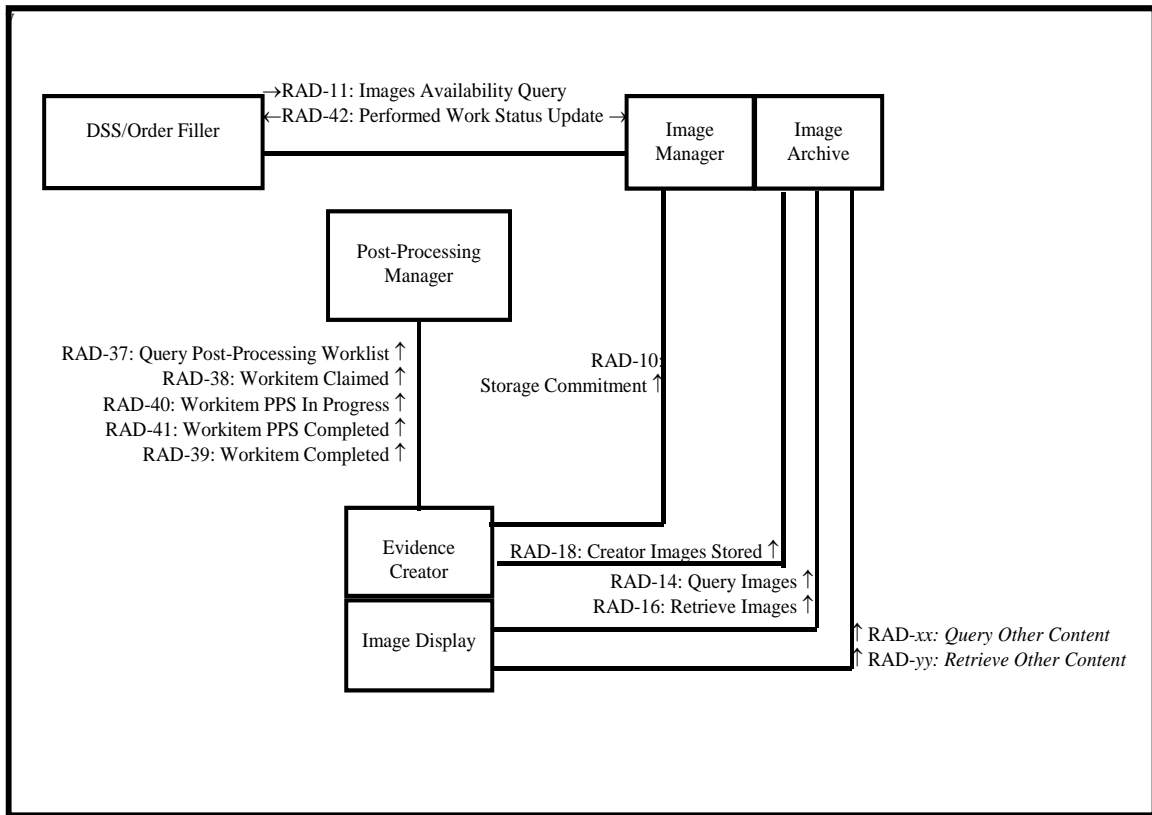 →RAD-11: Images Availability Query
←RAD-42: Performed Work Status Update →
DSS/Order Filler
Image
Manager
Image
Archive
Post-Processing
Manager
RAD-37: Query Post-Processing Worklist ↑
RAD-38: Workitem Claimed ↑
RAD-40: Workitem PPS In Progress ↑
RAD-41: Workitem PPS Completed ↑
RAD-39: Workitem Completed ↑
RAD-10:
Storage Commitment ↑
Evidence
Creator
RAD-18: Creator Images Stored ↑
RAD-14: Query Images ↑
RAD-16: Retrieve Images ↑
Image Display
↑ RAD-xx: Query Other Content
↑ RAD-yy: Retrieve Other Content